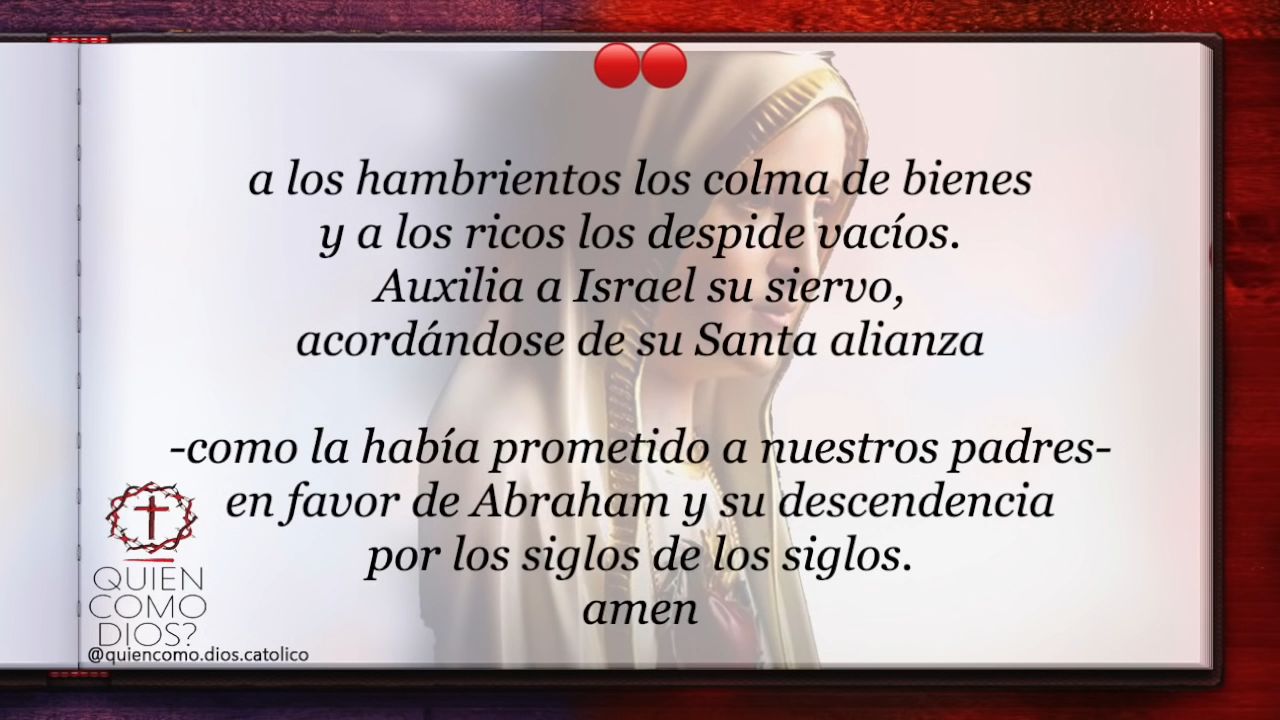 a los hambrientos los colma de bienes
y a los ricos los despide vacíos.
Auxilia a Israel su siervo,
acordándose de su Santa alianza
-como la había prometido a nuestros padres-
en favor de Abraham y su descendencia
por los siglos de los siglos.
amen
QUIEN
COMO
DIOS?
@quiencomo.dios.catolico